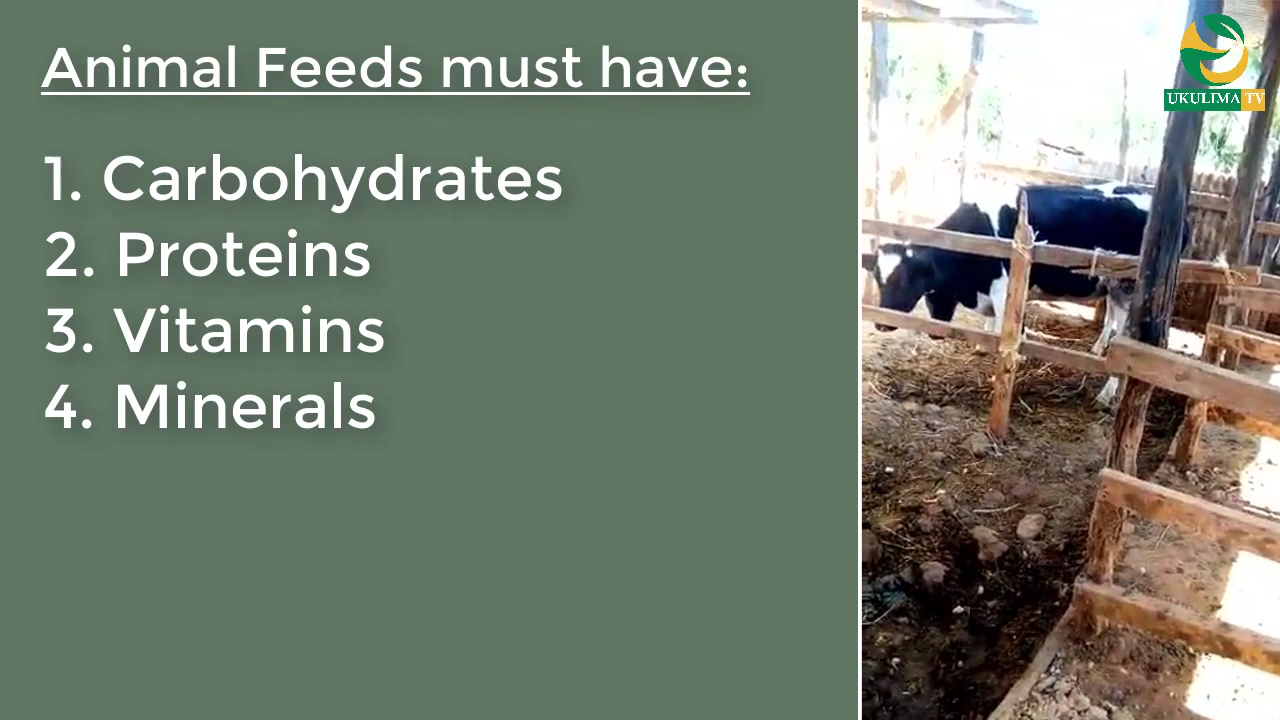 Animal Feeds must have:
1. Carbohydrates
2. Proteins
3. Vitamins
4. Minerals
UKULIMA TV